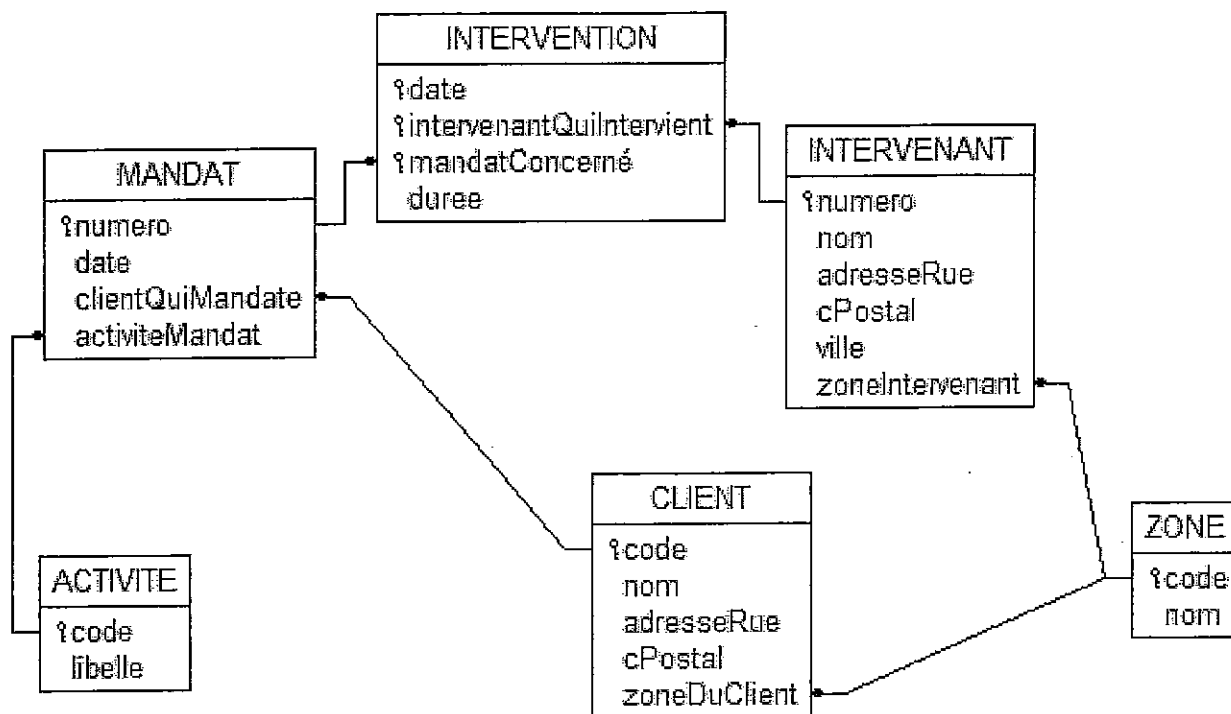 INTERVENTION
date
intervenantQuiIntervient
mandatConcerné
duree
MANDAT
numero
date
clientQuiMandate
activiteMandat
INTERVENANT
numero
nom
adresseRue
cPostal
ville
zoneIntervenant
CLIENT
code
nom
adresseRue
cPostal
zoneDuClient
ZONE
code
nom
ACTIVITE
code
libelle